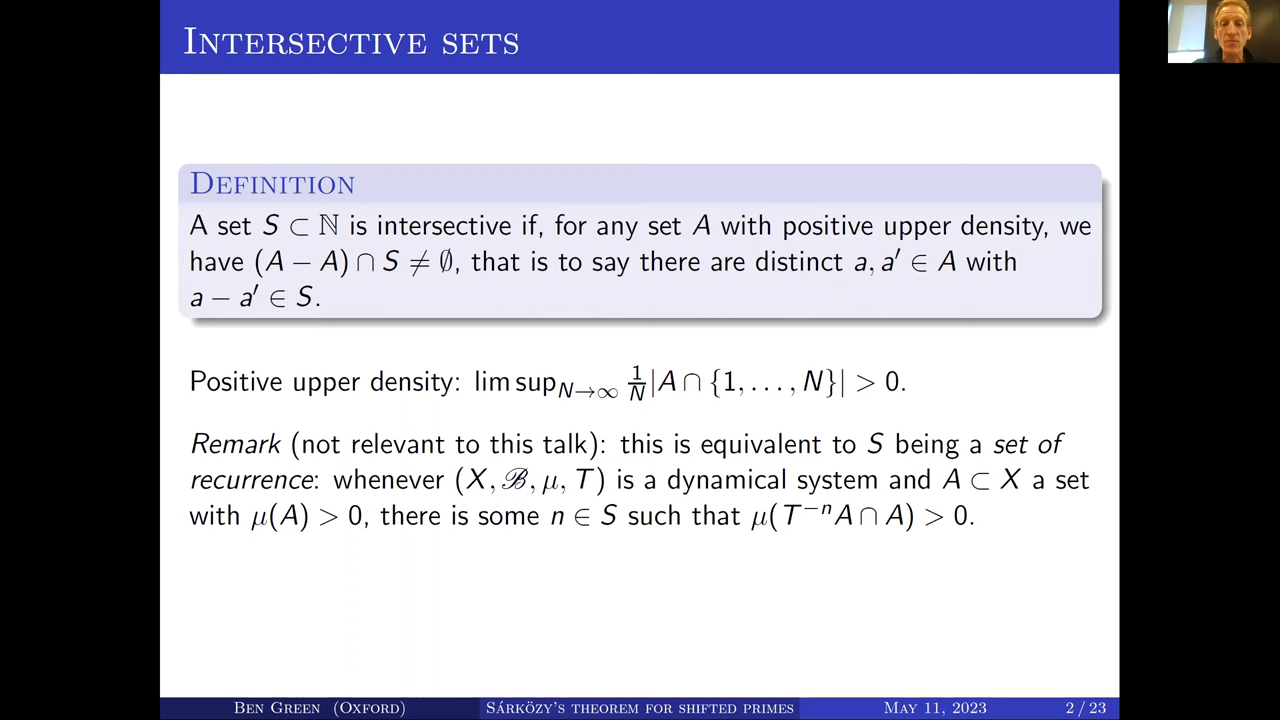 INTERSECTIVE SETS
DEFINITION
A set S ⊂ ℕ is intersective if, for any set A with positive upper density, we
have (A − A) ∩ S ≠ ∅, that is to say there are distinct a, a′ ∈ A with
a − a′ ∈ S.
Positive upper density: lim sup_{N→∞} 1/N |A ∩ {1, . . . , N}| > 0.
Remark (not relevant to this talk): this is equivalent to S being a set of
recurrence: whenever (X, ℬ, μ, T) is a dynamical system and A ⊂ X a set
with μ(A) > 0, there is some n ∈ S such that μ(T⁻ⁿA ∩ A) > 0.
BEN GREEN (OXFORD) SÁRKÖZY'S THEOREM FOR SHIFTED PRIMES MAY 11, 2023 2 / 23